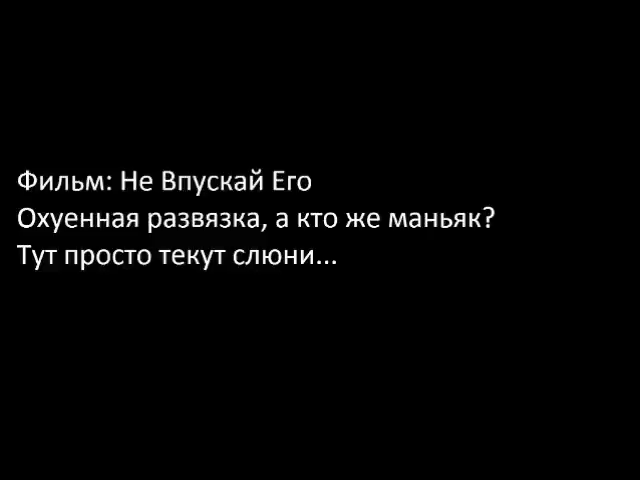 Фильм: Не Впускай Его
Охуенная развязка, а кто же маньяк?
Тут просто текут слюни...